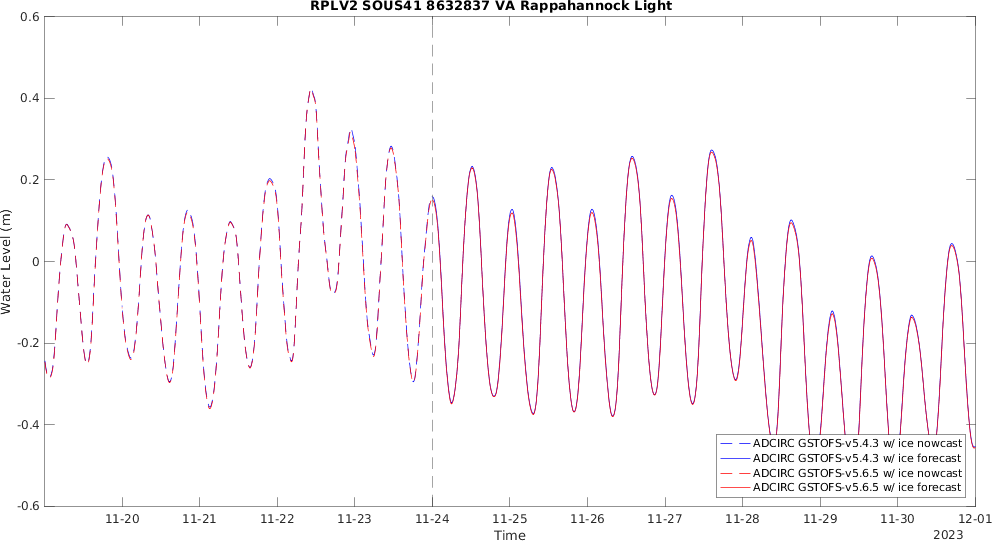 RPLV2 SOUS41 8632837 VA Rappahannock Light
0.6
0.4
0.2
0
-0.2
-0.4
-0.6
Water Level (m)
ADCIRC GSTOFS-v5.4.3 w/ ice nowcast
ADCIRC GSTOFS-v5.4.3 w/ ice forecast
ADCIRC GSTOFS-v5.6.5 w/ ice nowcast
ADCIRC GSTOFS-v5.6.5 w/ ice forecast
11-20 11-21 11-22 11-23 11-24 11-25 11-26 11-27 11-28 11-29 11-30 12-01
Time
2023